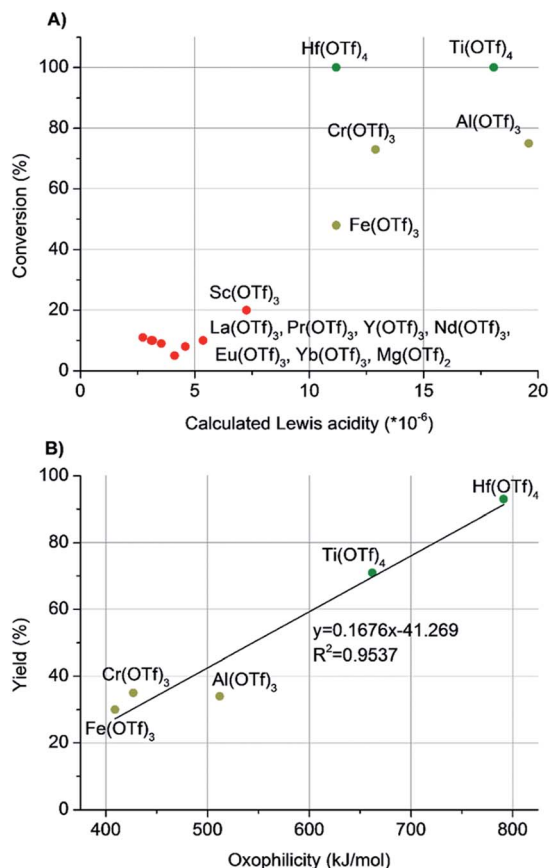 A)
Hf(OTf)4 Ti(OTf)4
100
Cr(OTf)3 Al(OTf)3
80
60
Fe(OTf)3
40
Conversion (%)
Sc(OTf)3
20
La(OTf)3, Pr(OTf)3, Y(OTf)3, Nd(OTf)3,
Eu(OTf)3, Yb(OTf)3, Mg(OTf)2
0
0 5 10 15 20
Calculated Lewis acidity (*10-6)
B)
100
Hf(OTf)4
80
Ti(OTf)4
60
y=0.1676x-41.269
R2=0.9537
Yield (%)
40
Cr(OTf)3 Al(OTf)3
Fe(OTf)3
20
0
400 500 600 700 800
Oxophilicity (kJ/mol)